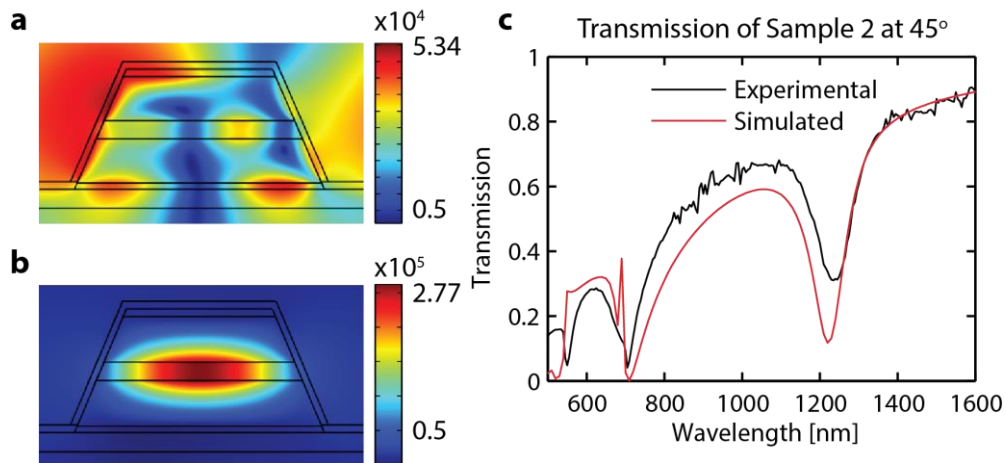 a
x10⁴
5.34
0.5
b
x10⁵
2.77
0.5
c
Transmission of Sample 2 at 45°
Experimental
Simulated
Transmission
1
0.8
0.6
0.4
0.2
0
600 800 1000 1200 1400 1600
Wavelength [nm]